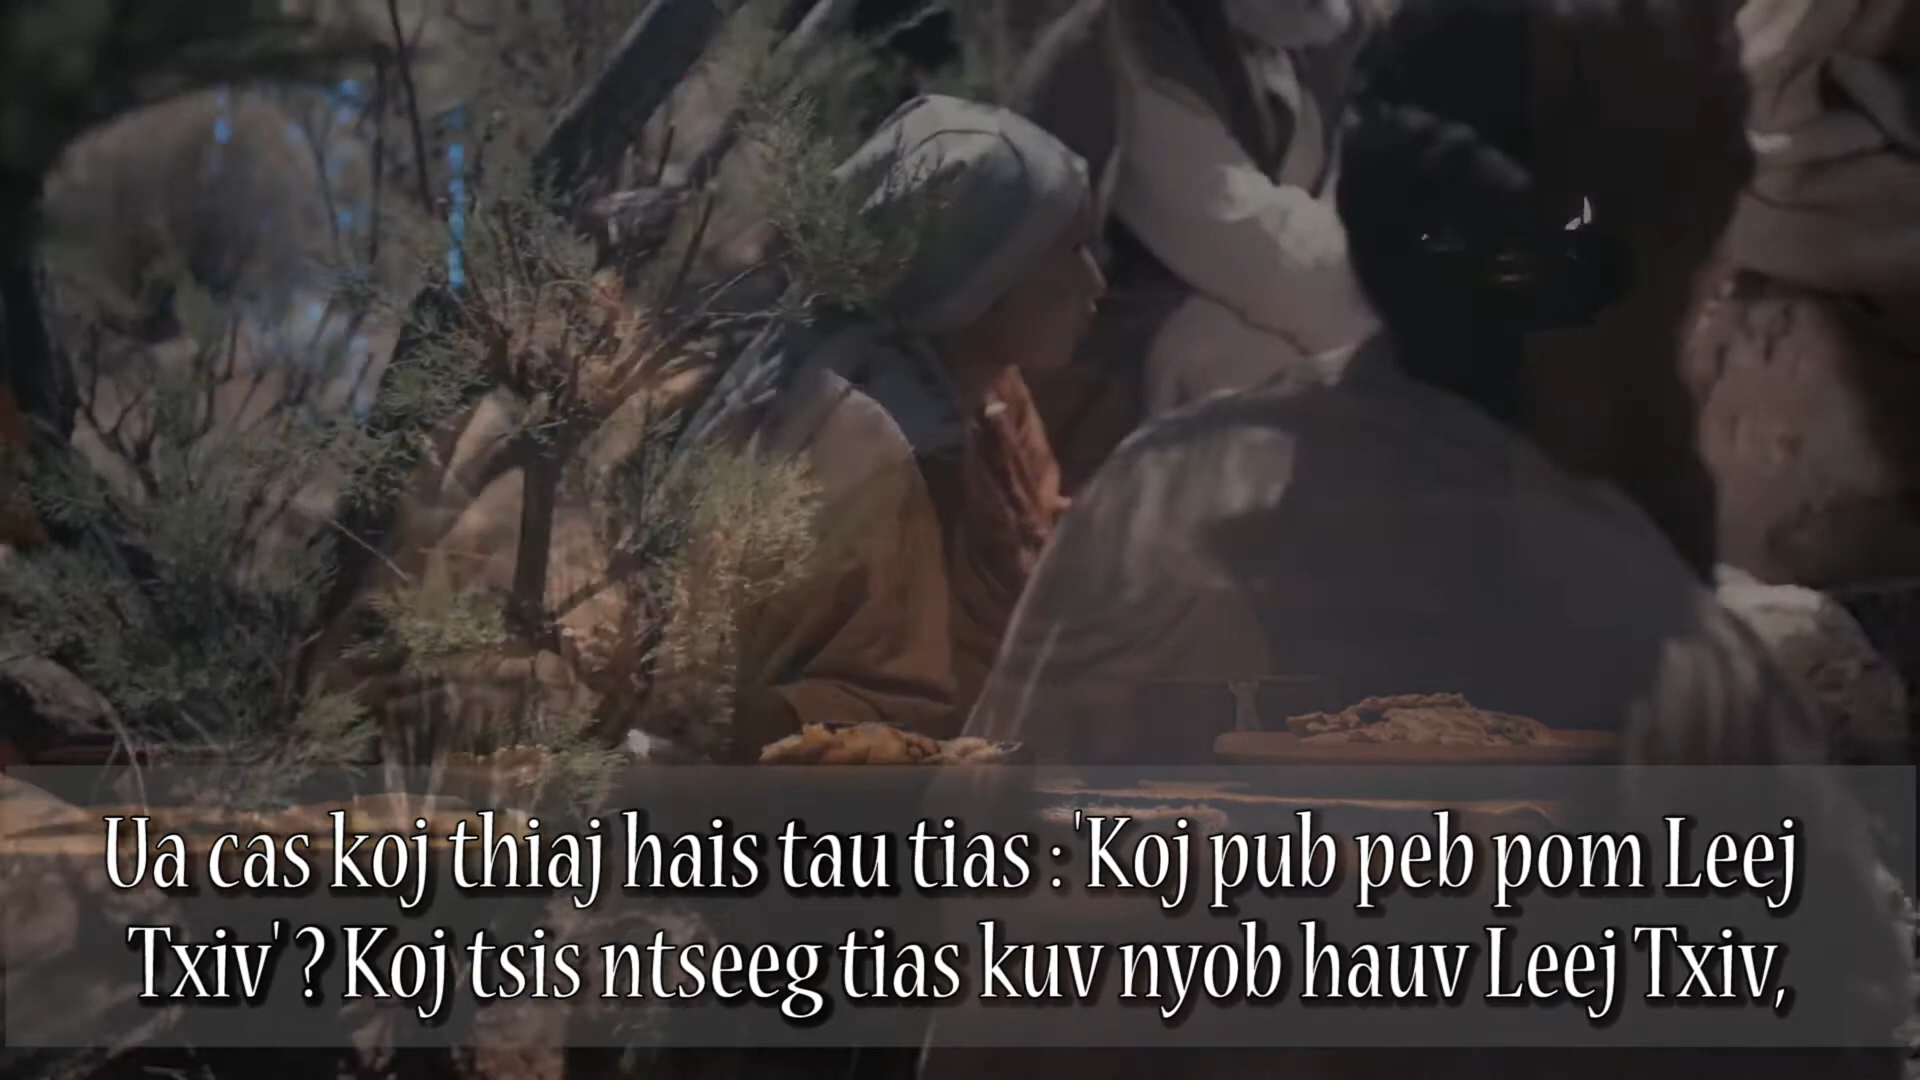 Ua cas koj thiaj hais tau tias : 'Koj pub peb pom Leej
Txiv' ? Koj tsis ntseeg tias kuv nyob hauv Leej Txiv,